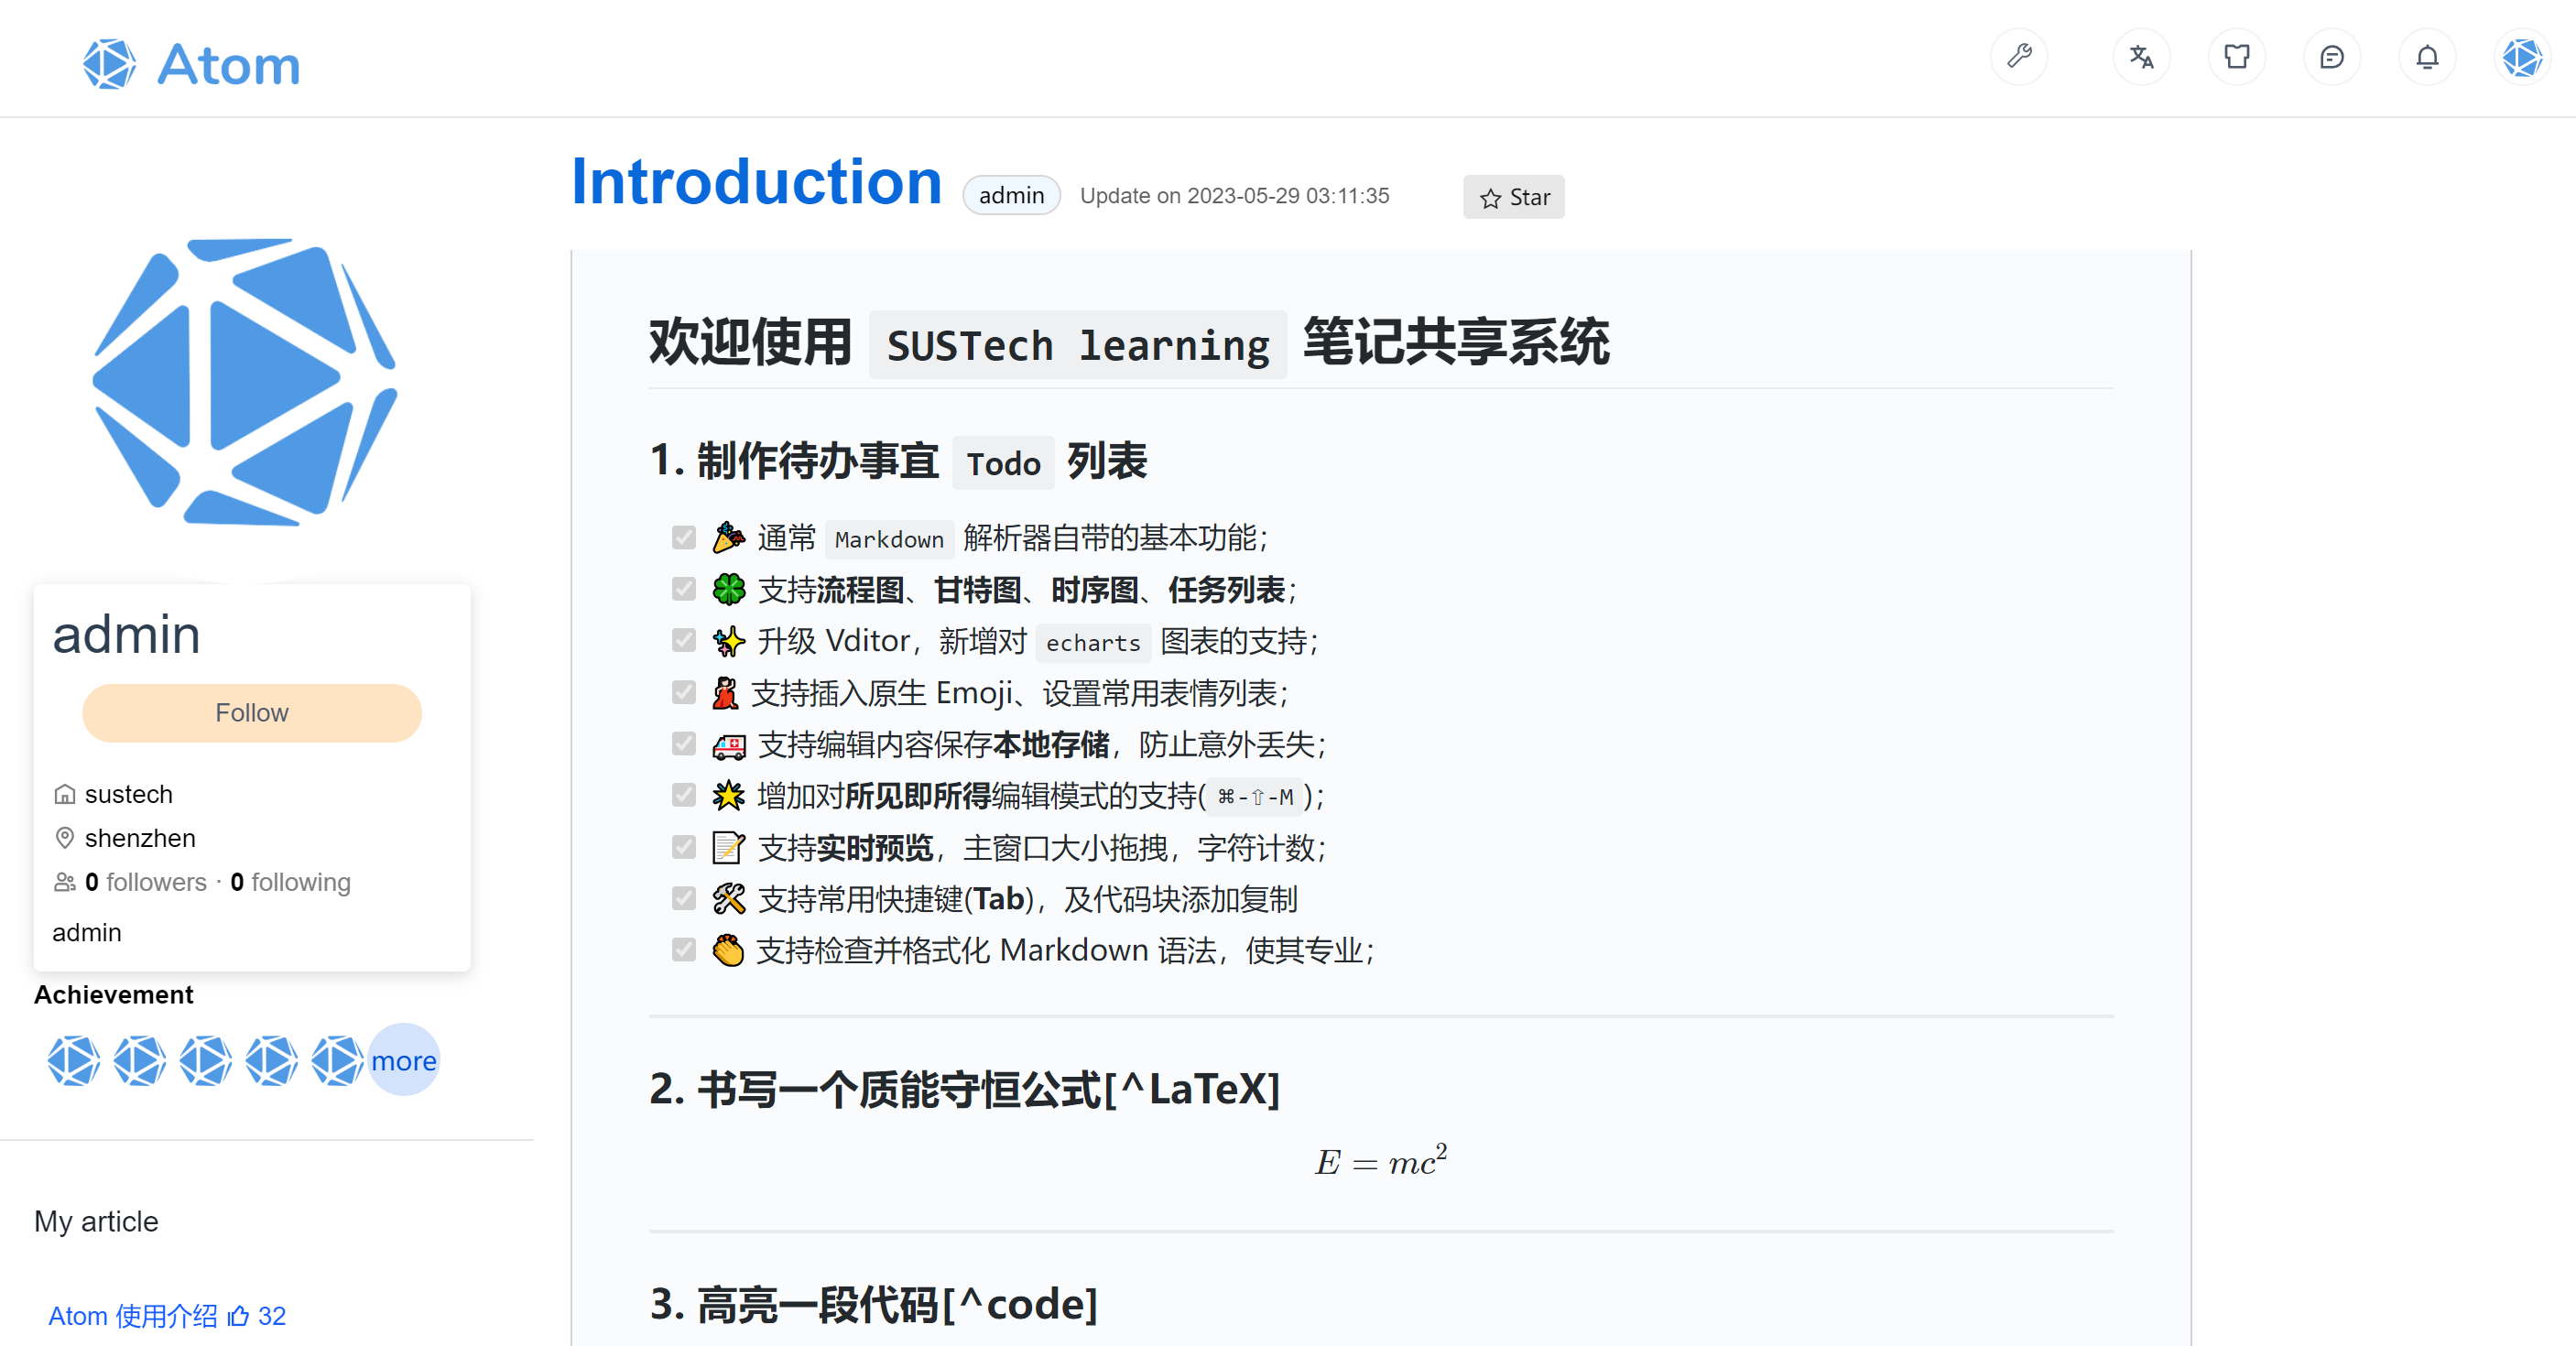 Atom
Introduction admin Update on 2023-05-29 03:11:35 Star
admin
Follow
sustech
shenzhen
0 followers · 0 following
admin
Achievement
more
My article
Atom 使用介绍 32
欢迎使用 SUSTech learning 笔记共享系统
1. 制作待办事宜 Todo 列表
🎉 通常 Markdown 解析器自带的基本功能；
🍀 支持流程图、甘特图、时序图、任务列表；
✨ 升级 Vditor，新增对 echarts 图表的支持；
💃 支持插入原生 Emoji、设置常用表情列表；
🚑 支持编辑内容保存本地存储，防止意外丢失；
🌟 增加对所见即所得编辑模式的支持(⌘-⇧-M)；
📝 支持实时预览，主窗口大小拖拽，字符计数；
🛠 支持常用快捷键(Tab)，及代码块添加复制
👏 支持检查并格式化 Markdown 语法，使其专业；
2. 书写一个质能守恒公式[^LaTeX]
E = mc²
3. 高亮一段代码[^code]